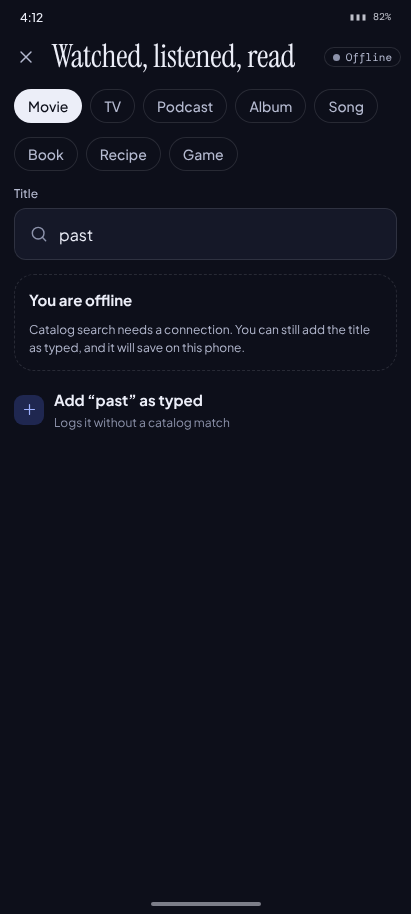 4:12
82%
Watched, listened, read
Offline
Movie
TV
Podcast
Album
Song
Book
Recipe
Game
Title
past
You are offline
Catalog search needs a connection. You can still add the title
as typed, and it will save on this phone.
Add “past” as typed
Logs it without a catalog match